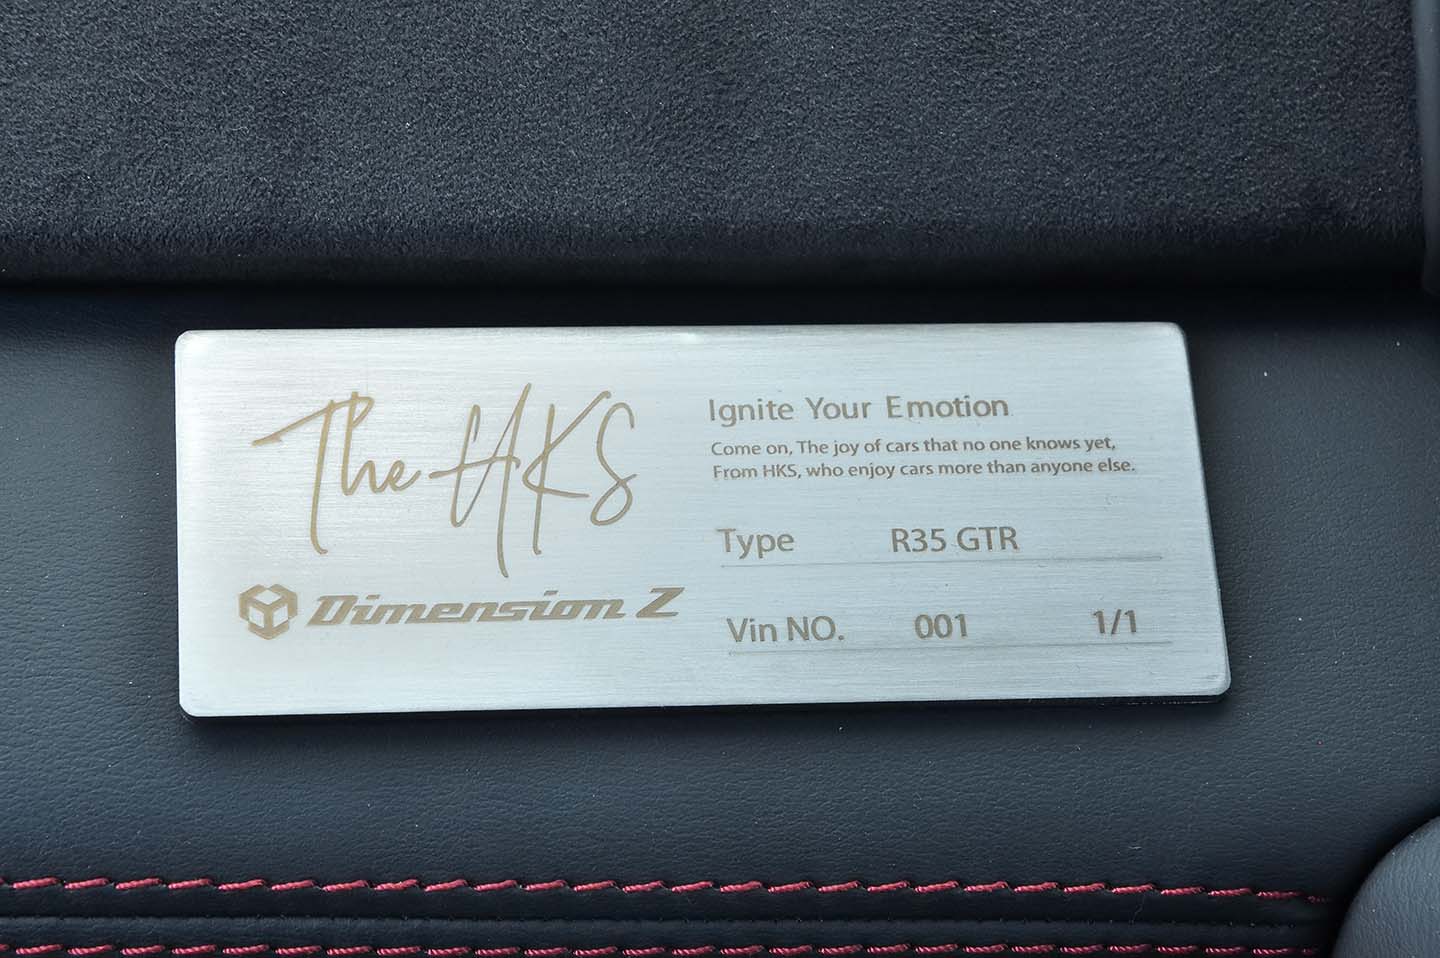 The HKS
Dimension Z
Ignite Your Emotion
Come on, The joy of cars that no one knows yet,
From HKS, who enjoy cars more than anyone else.
Type R35 GTR
Vin NO. 001 1/1